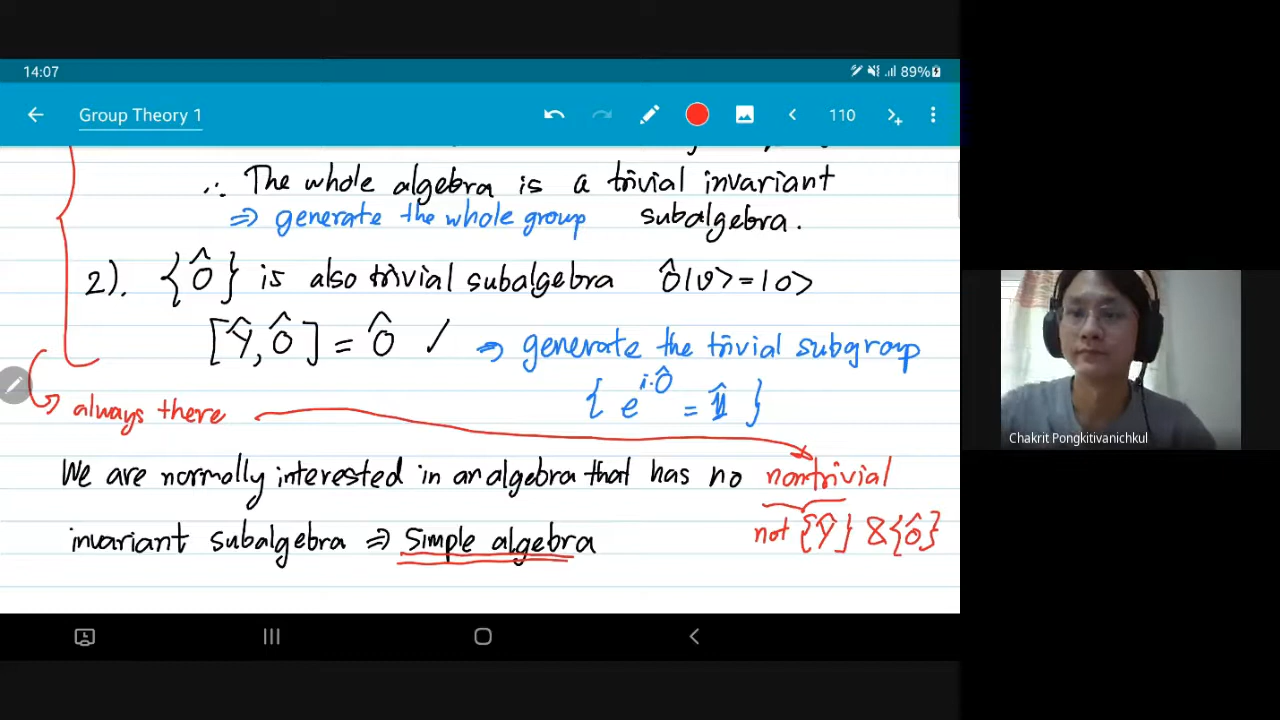 14:07
89%
Group Theory 1
110
∴ The whole algebra is a trivial invariant
⇒ generate the whole group subalgebra.
2). {Ô} is also trivial subalgebra Ô|v> = |0>
[Ŷ, Ô] = Ô ✓ ⇒ generate the trivial subgroup
{ e^{i·Ô} = 𝟙̂ }
always there
We are normally interested in an algebra that has no nontrivial
invariant subalgebra ⇒ Simple algebra
not {Ŷ} & {Ô}
Chakrit Pongkitivanichkul